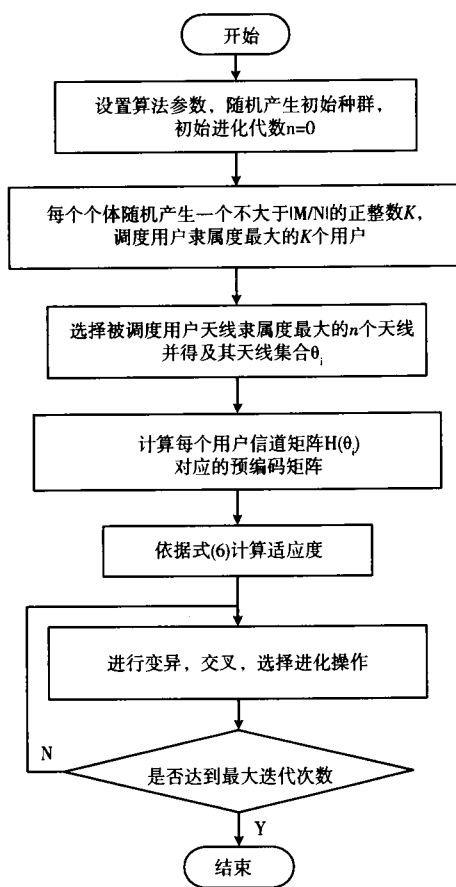 开始
设置算法参数，随机产生初始种群，
初始进化代数n=0
每个个体随机产生一个不大于|M/N|的正整数K，
调度用户隶属度最大的K个用户
选择被调度用户天线隶属度最大的n个天线
并得及其天线集合θi
计算每个用户信道矩阵H(θi)
对应的预编码矩阵
依据式(6)计算适应度
进行变异，交叉，选择进化操作
N
是否达到最大迭代次数
Y
结束